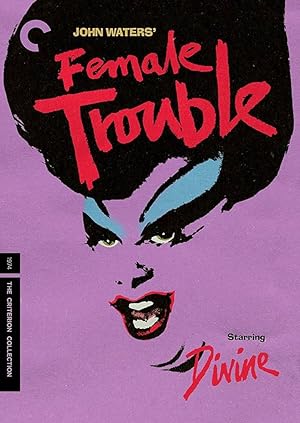 JOHN WATERS'
Female
Trouble
Starring
Divine
1974
THE CRITERION COLLECTION